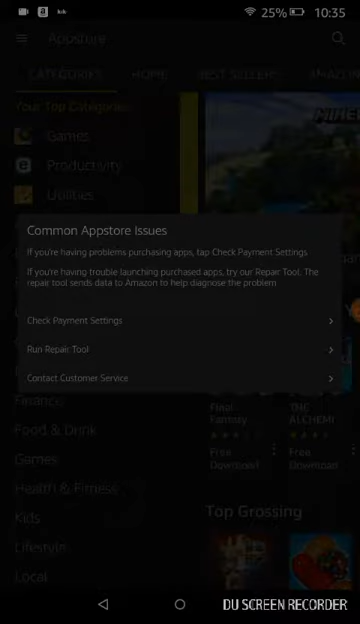 25% 10:35
Appstore
CATEGORIES HOME BEST SELLERS AMAZON
Your Top Categories
Games
Productivity
Utilities
Common Appstore Issues
If you're having problems purchasing apps, tap Check Payment Settings
If you're having trouble launching purchased apps, try our Repair Tool. The
repair tool sends data to Amazon to help diagnose the problem
Check Payment Settings
Run Repair Tool
Contact Customer Service
Finance
Food & Drink
Games
Health & Fitness
Kids
Lifestyle
Local
Final
Fantasy
THE
ALCHEMI
Free
Download
Free
Download
Top Grossing
DU SCREEN RECORDER